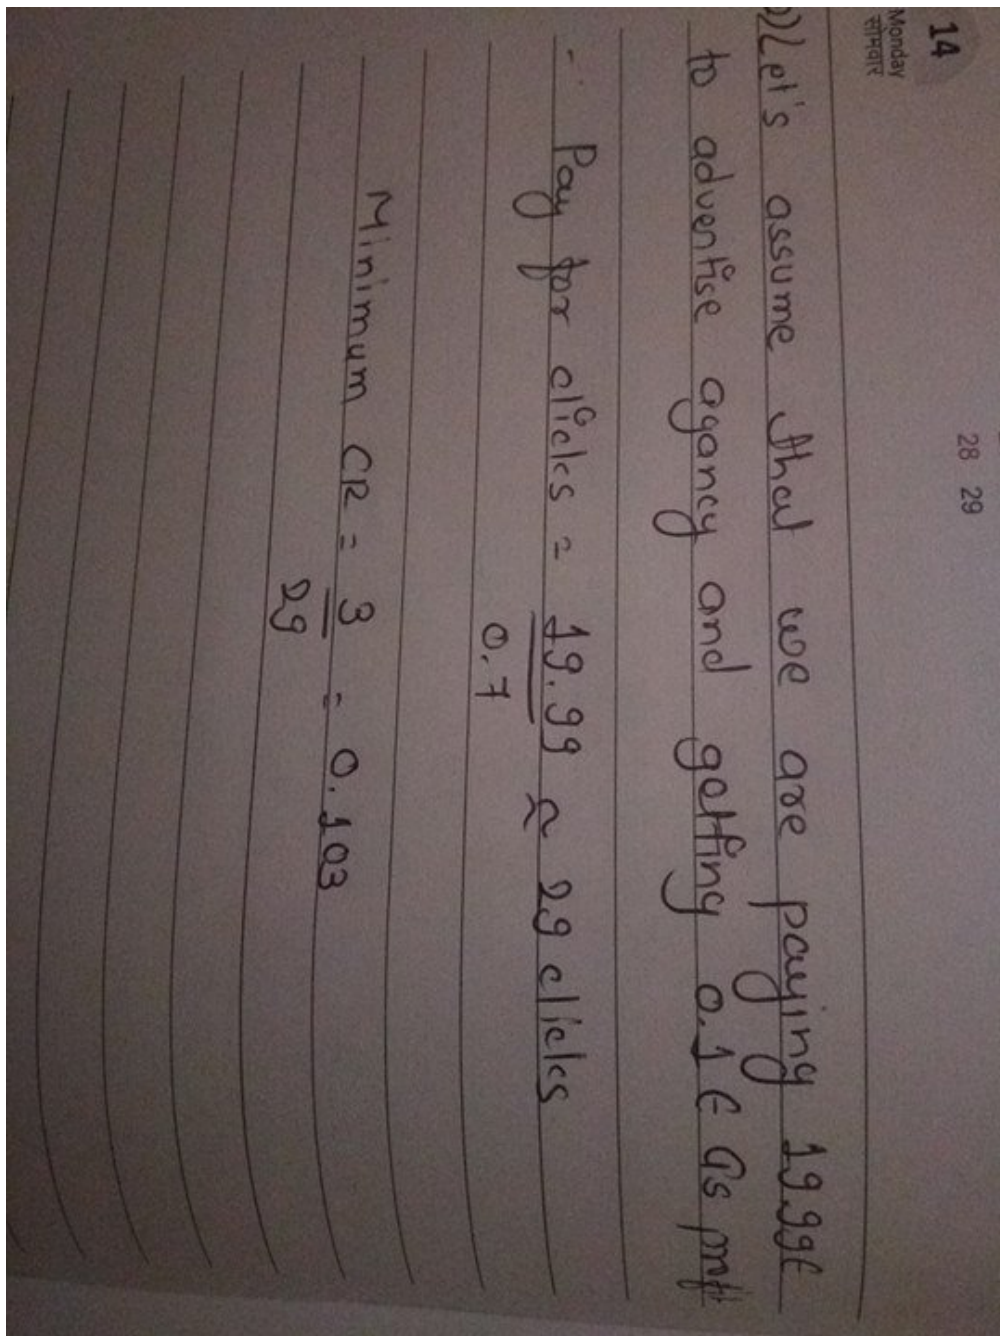 14
Monday
सोमवार
28 29
2) Let's assume that we are paying 19.99€
to advertise agancy and getting 0.1 € as profit
∴ Pay for clicks = 19.99 ≈ 29 clicks
0.7
Minimum CR = 3 = 0.103
29